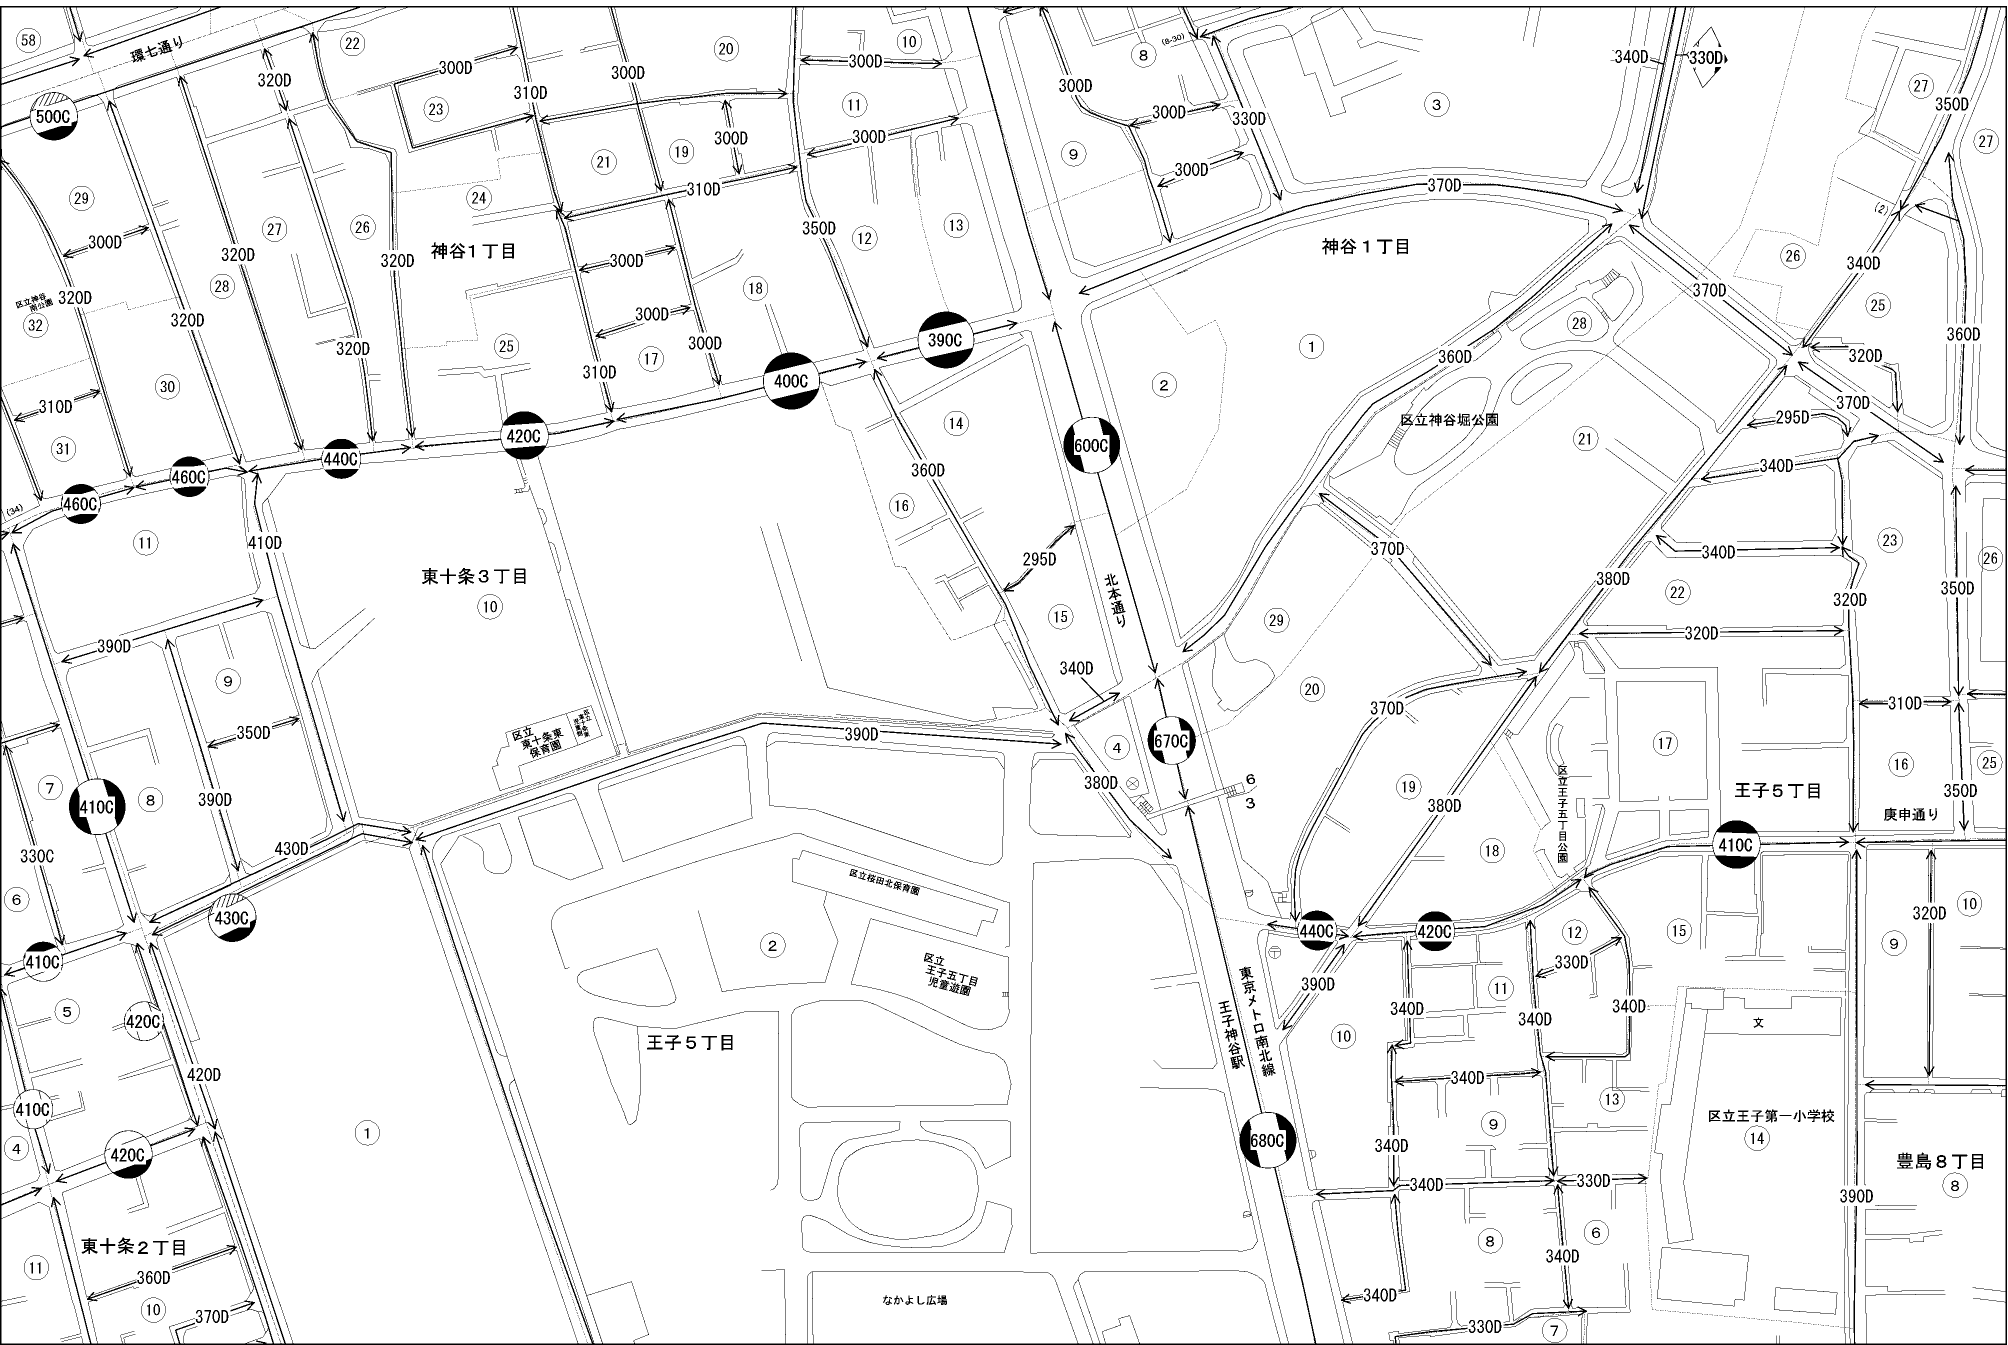 58
環七通り
22
20
10
8
(8-30)
3
27
27
500C
320D
300D
23
310D
300D
300D
11
300D
9
300D
330D
340D
330D
350D
29
300D
28
320D
27
26
320D
24
21
19
300D
310D
300D
350D
12
13
300D
370D
(2)
26
神谷1丁目
神谷1丁目
区立神谷
南公園
32
320D
320D
320D
25
300D
300D
300D
17
18
310D
400C
390C
1
2
360D
28
370D
340D
25
320D
360D
30
310D
31
420C
440C
460C
460C
(34)
11
410D
14
360D
16
600C
区立神谷堀公園
21
295D
370D
340D
東十条3丁目
10
295D
15
北本通り
370D
29
380D
340D
22
23
350D
26
320D
320D
390D
9
350D
340D
20
370D
17
310D
25
区立
東十条東
保育園
390D
4
380D
670C
6
3
19
380D
18
区立王子五丁目公園
16
王子5丁目
庚申通り
350D
7
8
410C
390D
330C
430D
430C
6
410C
区立桜田北保育園
2
区立
王子五丁目
児童遊園
410C
440C
420C
12
330D
15
320D
9
10
390D
11
340D
340D
340D
文
5
420C
420D
410C
王子5丁目
東京メトロ南北線
王子神谷駅
10
340D
13
9
区立王子第一小学校
14
豊島8丁目
8
4
420C
1
680C
340D
340D
330D
390D
東十条2丁目
11
360D
10
370D
なかよし広場
8
6
340D
340D
330D
7